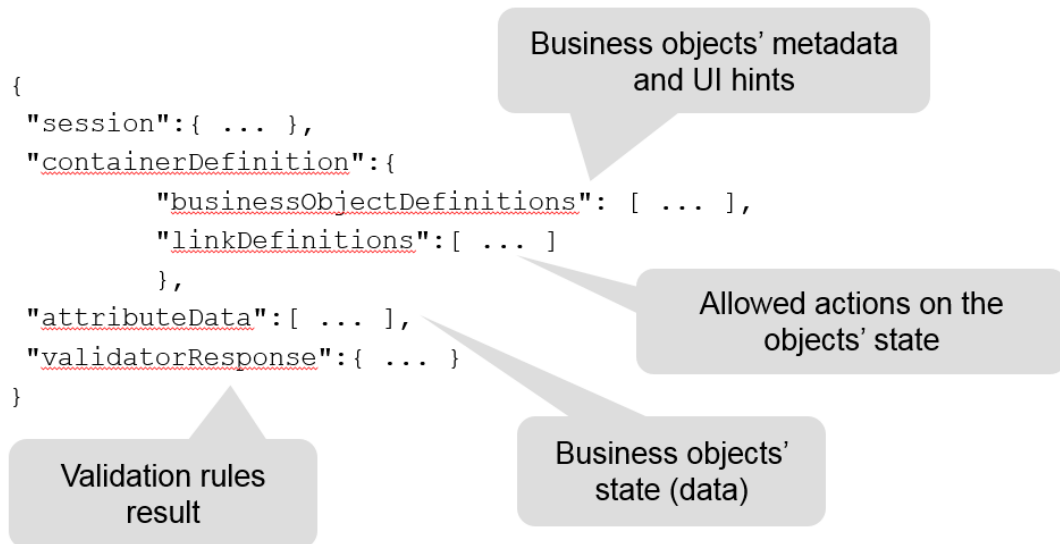 Business objects’ metadata
and UI hints
{
"session":{ ... },
"containerDefinition":{
"businessObjectDefinitions": [ ... ],
"linkDefinitions":[ ... ]
},
"attributeData":[ ... ],
"validatorResponse":{ ... }
}
Allowed actions on the
objects’ state
Business objects’
state (data)
Validation rules
result